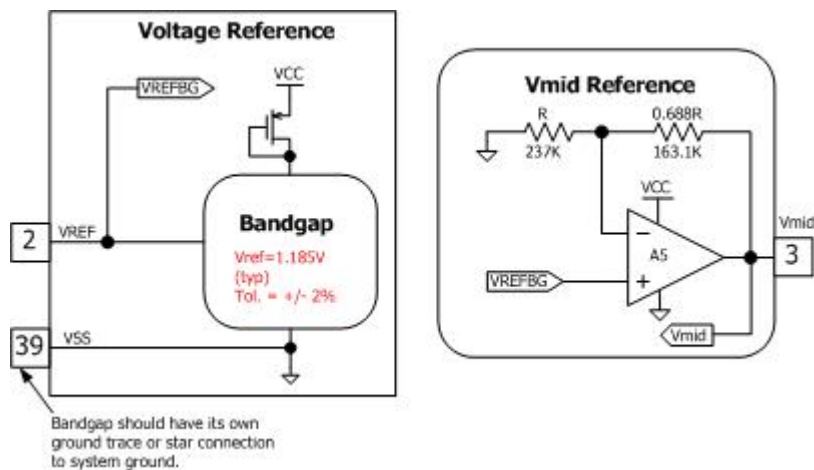 Voltage Reference
VREFBG
VCC
2
VREF
Bandgap
Vref=1.185V
(typ)
Tol. = +/- 2%
39
VSS
Bandgap should have its own
ground trace or star connection
to system ground.
Vmid Reference
R
0.688R
237K
163.1K
VCC
Vmid
−
A5
3
VREFBG
+
Vmid